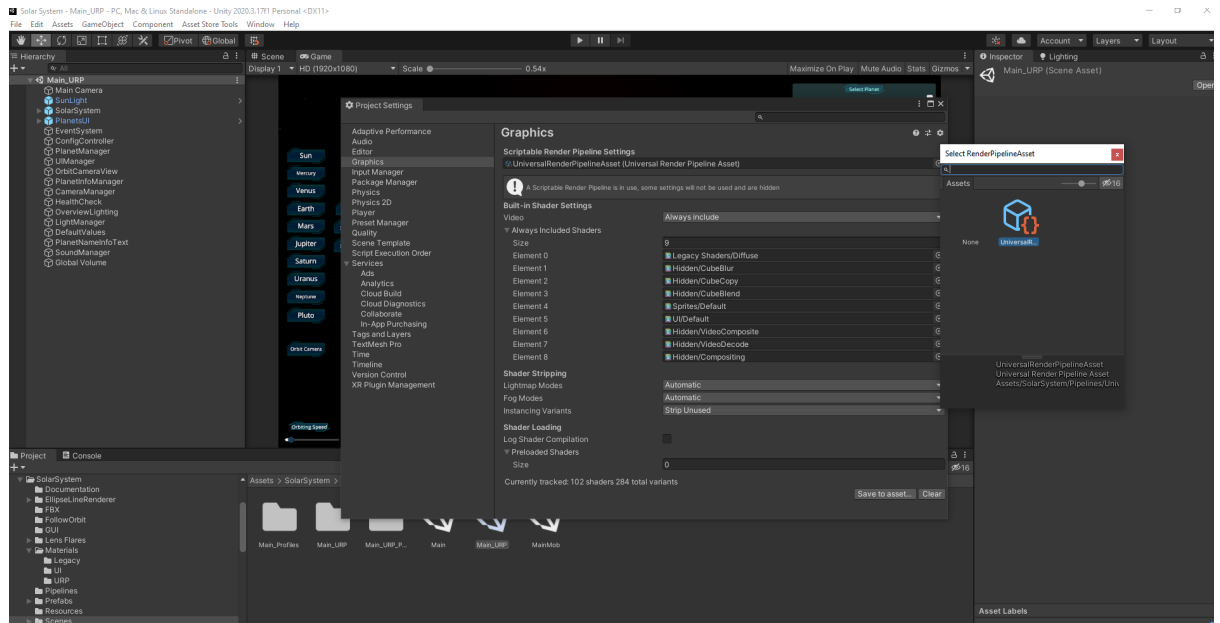 Solar System - Main_URP - PC, Mac & Linux Standalone - Unity 2020.3.17f1 Personal <DX11>
File Edit Assets GameObject Component Asset Store Tools Window Help
Pivot Global
Account Layers Layout
Hierarchy
All
Main_URP
Main Camera
SunLight
SolarSystem
PlanetsUI
EventSystem
ConfigController
PlanetManager
UIManager
OrbitCameraView
PlanetInfoManager
CameraManager
HealthCheck
OverviewLighting
LightManager
DefaultValues
PlanetNameInfoText
SoundManager
Global Volume
Scene Game
Display 1 HD (1920x1080) Scale 0.54x Maximize On Play Mute Audio Stats Gizmos
Select Planet
Sun
Mercury
Venus
Earth
Mars
Jupiter
Saturn
Uranus
Neptune
Pluto
Orbit Camera
Orbiting Speed
Project Settings
Adaptive Performance
Audio
Editor
Graphics
Input Manager
Package Manager
Physics
Physics 2D
Player
Preset Manager
Quality
Scene Template
Script Execution Order
Services
Ads
Analytics
Cloud Build
Cloud Diagnostics
Collaborate
In-App Purchasing
Tags and Layers
TextMesh Pro
Time
Timeline
Version Control
XR Plugin Management
Graphics
Scriptable Render Pipeline Settings
UniversalRenderPipelineAsset (Universal Render Pipeline Asset)
A Scriptable Render Pipeline is in use, some settings will not be used and are hidden
Built-in Shader Settings
Video Always include
Always Included Shaders
Size 9
Element 0 Legacy Shaders/Diffuse
Element 1 Hidden/CubeBlur
Element 2 Hidden/CubeCopy
Element 3 Hidden/CubeBlend
Element 4 Sprites/Default
Element 5 UI/Default
Element 6 Hidden/VideoComposite
Element 7 Hidden/VideoDecode
Element 8 Hidden/Compositing
Shader Stripping
Lightmap Modes Automatic
Fog Modes Automatic
Instancing Variants Strip Unused
Shader Loading
Log Shader Compilation
Preloaded Shaders
Size 0
Currently tracked: 102 shaders 284 total variants
Save to asset... Clear
Inspector Lighting
Main_URP (Scene Asset)
Open
Select RenderPipelineAsset
Assets 16
None UniversalR...
UniversalRenderPipelineAsset
Universal Render Pipeline Asset
Assets/SolarSystem/Pipelines/Univ
Asset Labels
Project Console
16
SolarSystem
Documentation
EllipseLineRenderer
FBX
FollowOrbit
GUI
Lens Flares
Materials
Legacy
UI
URP
Pipelines
Prefabs
Resources
Scenes
Assets > SolarSystem >
Main_Profiles Main_URP Main_URP_P... Main Main_URP MainMob